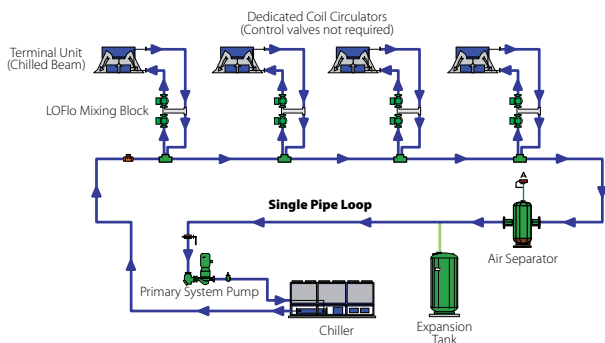 Dedicated Coil Circulators
(Control valves not required)
Terminal Unit
(Chilled Beam)
LOFlo Mixing Block
A
Single Pipe Loop
Air Separator
Primary System Pump
Chiller
Expansion
Tank